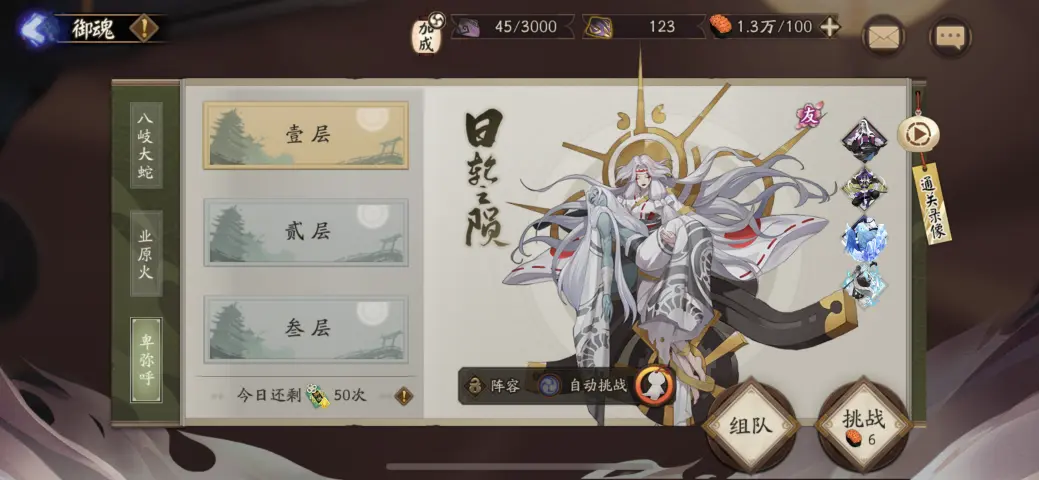 御魂
加成
45/3000
123
1.3万/100
八岐大蛇
业原火
卑弥呼
壹层
贰层
叁层
今日还剩 50次
日轮之陨
友
通关录像
阵容
自动挑战
组队
挑战
6